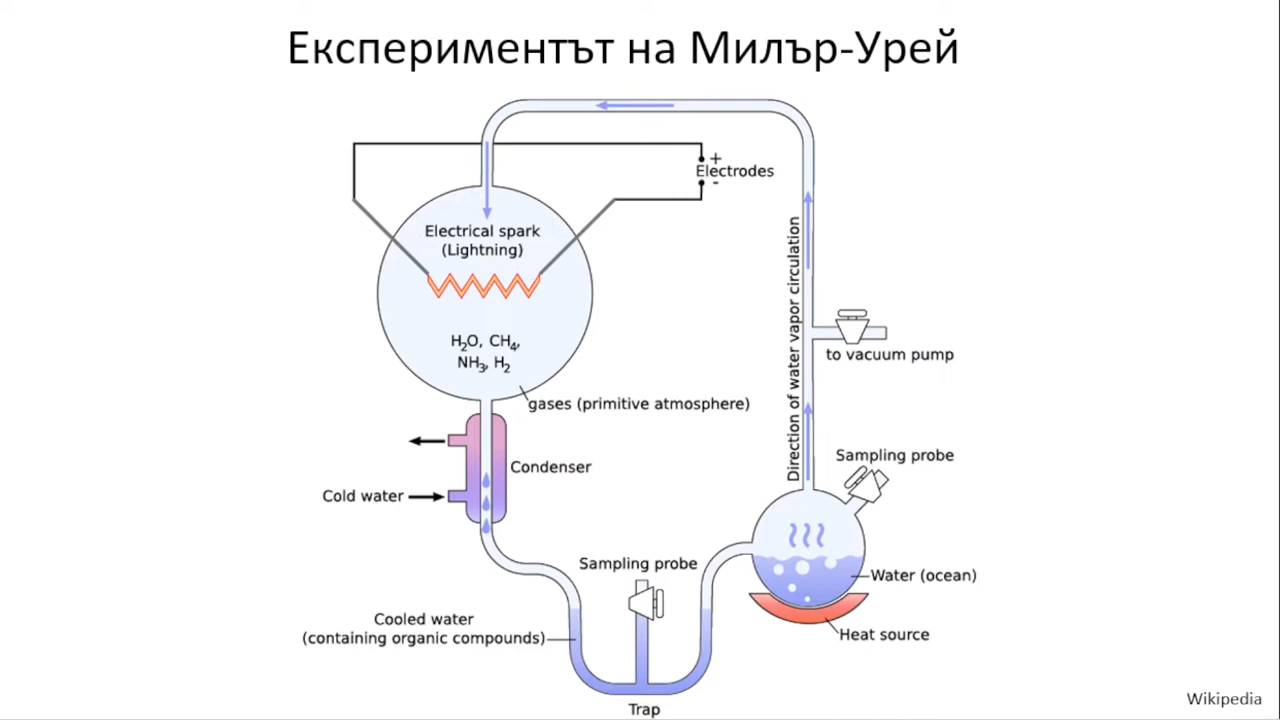 Експериментът на Милър-Урей
+
Electrodes
-
Electrical spark
(Lightning)
H₂O, CH₄,
NH₃, H₂
gases (primitive atmosphere)
Direction of water vapor circulation
to vacuum pump
Condenser
Cold water
Sampling probe
Sampling probe
Water (ocean)
Heat source
Cooled water
(containing organic compounds)
Trap
Wikipedia